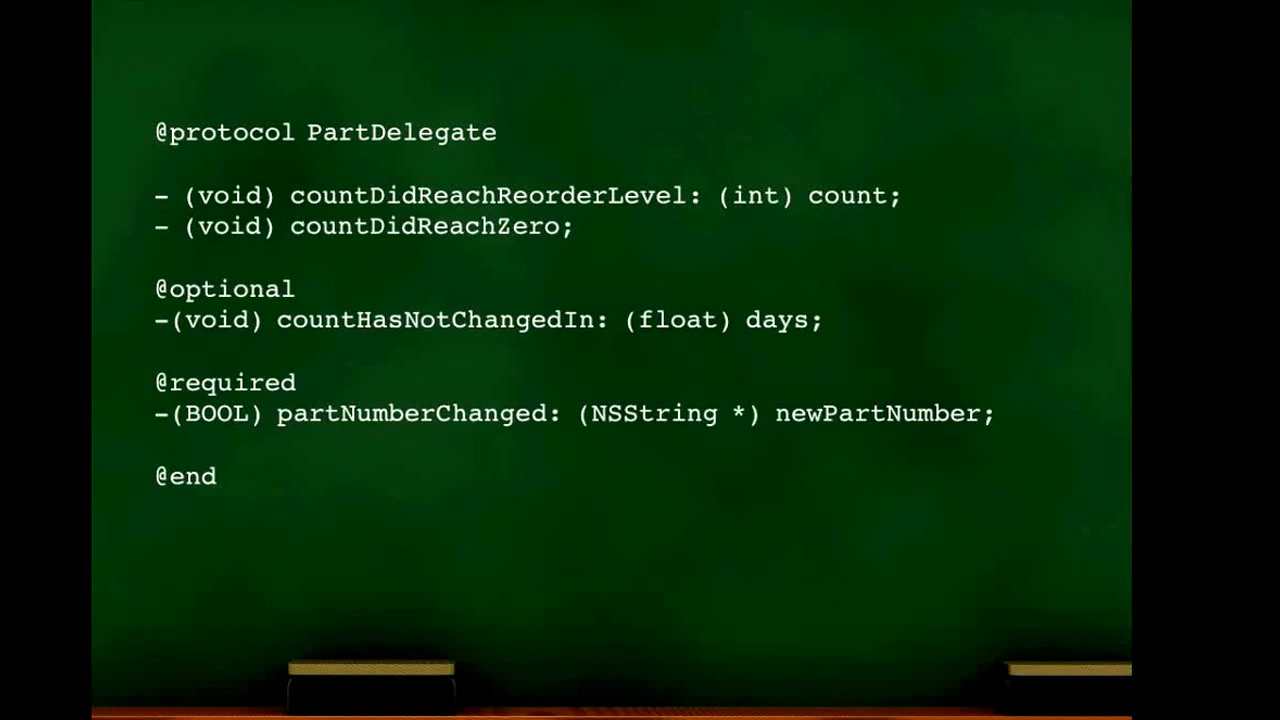 @protocol PartDelegate
- (void) countDidReachReorderLevel: (int) count;
- (void) countDidReachZero;
@optional
-(void) countHasNotChangedIn: (float) days;
@required
-(BOOL) partNumberChanged: (NSString *) newPartNumber;
@end